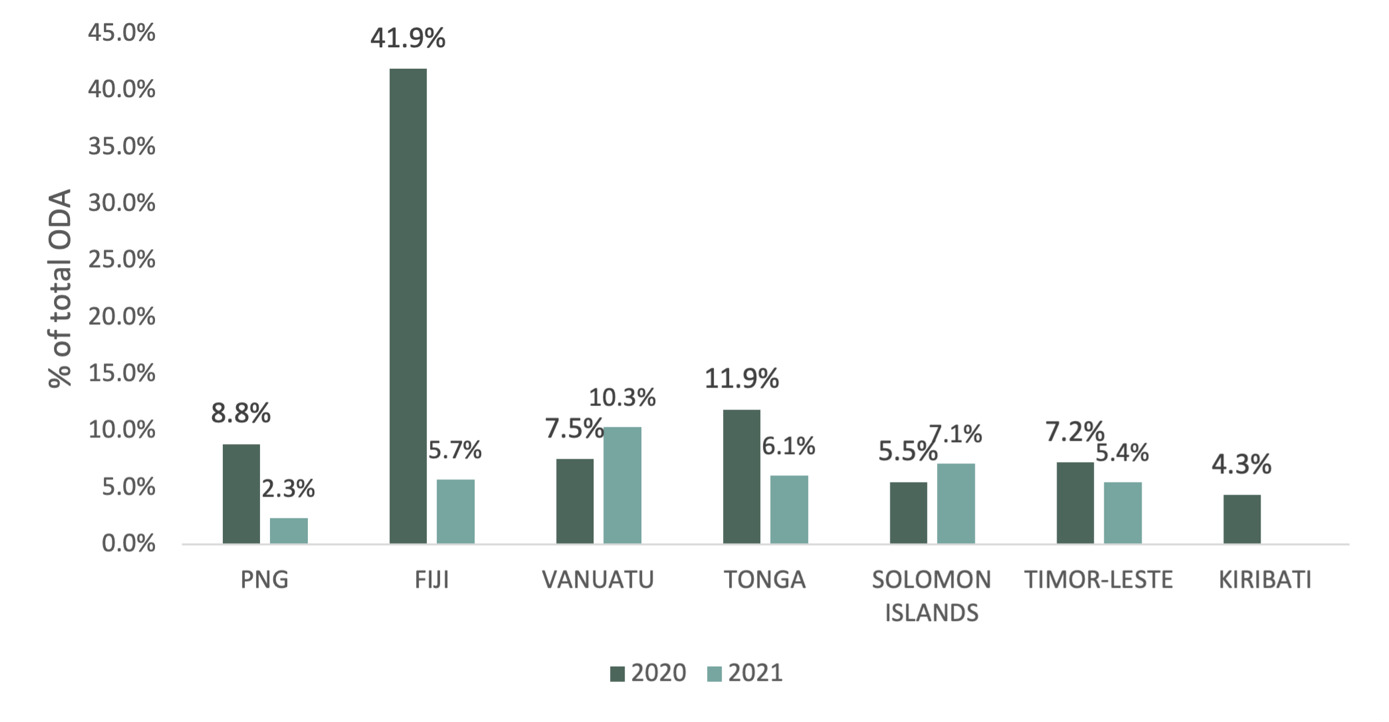 % of total ODA
45.0%
40.0%
35.0%
30.0%
25.0%
20.0%
15.0%
10.0%
5.0%
0.0%
8.8%
2.3%
41.9%
5.7%
7.5%
10.3%
11.9%
6.1%
5.5%
7.1%
7.2%
5.4%
4.3%
PNG
FIJI
VANUATU
TONGA
SOLOMON
ISLANDS
TIMOR-LESTE
KIRIBATI
2020
2021